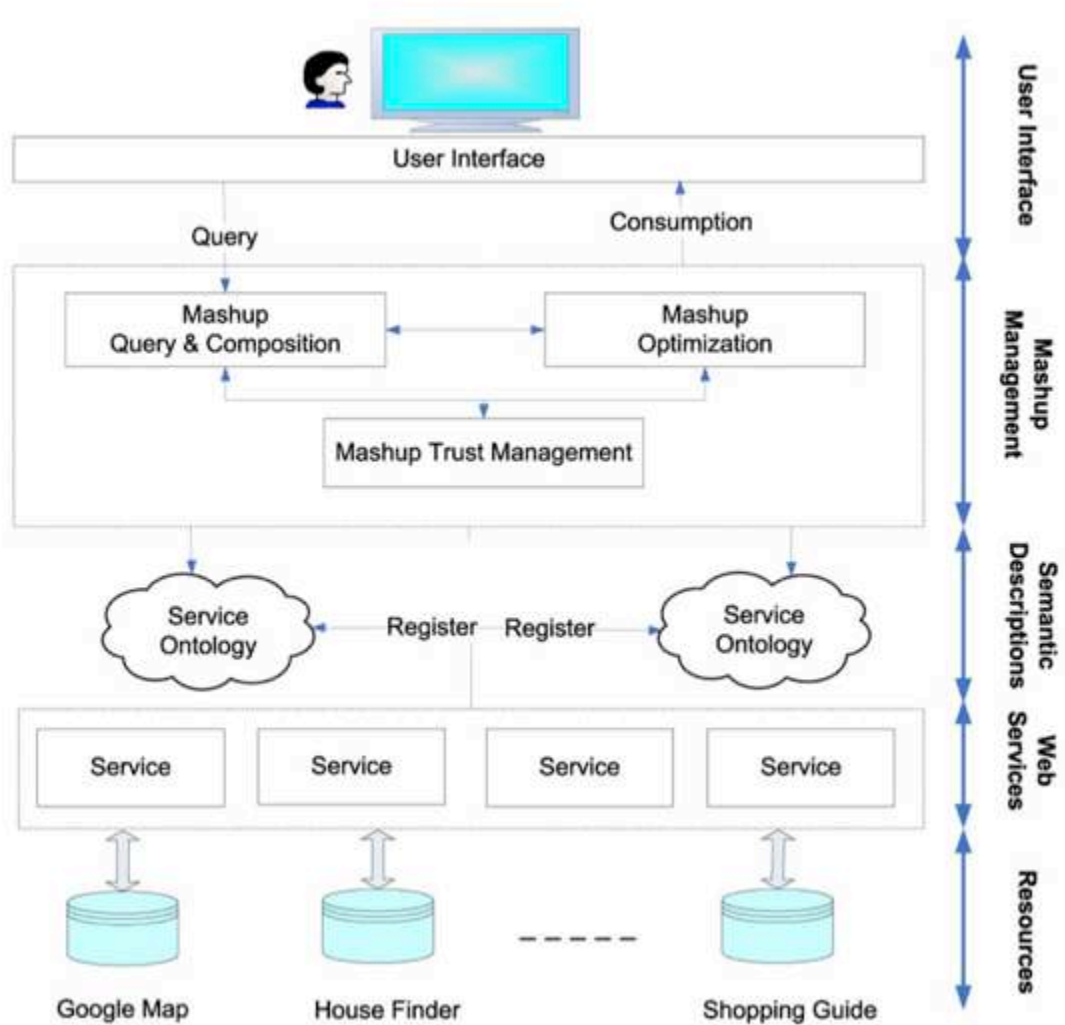 User Interface
Query
Consumption
Mashup
Query & Composition
Mashup
Optimization
Mashup Trust Management
Service
Ontology
Register
Register
Service
Ontology
Service
Service
Service
Service
Google Map
House Finder
Shopping Guide
User Interface
Mashup
Management
Semantic
Descriptions
Web
Services
Resources